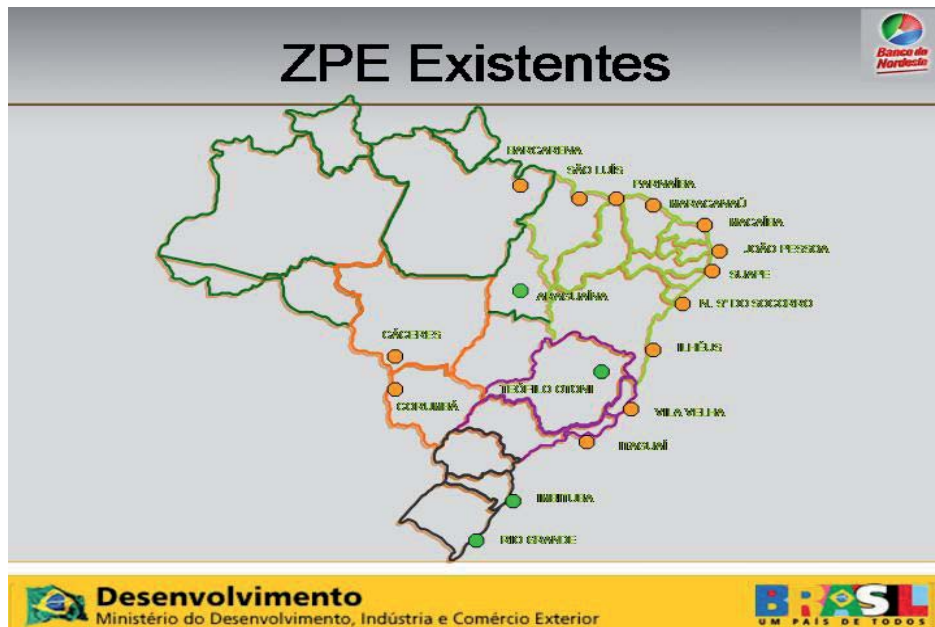 ZPE Existentes
Banco do
Nordeste
BARCARENA
SÃO LUÍS
PARNAÍBA
MARACANAÚ
MACAÍBA
JOÃO PESSOA
SUAPE
ARAGUAÍNA
N. Sª DO SOCORRO
CÁCERES
ILHÉUS
TEÓFILO OTONI
CORUMBÁ
VILA VELHA
ITAGUAÍ
IMBITUBA
RIO GRANDE
Desenvolvimento
Ministério do Desenvolvimento, Indústria e Comércio Exterior
BRASIL
UM PAÍS DE TODOS